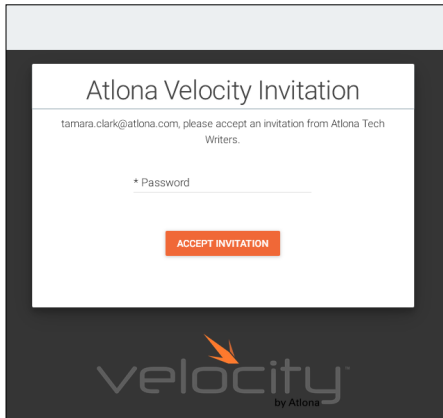 Atlona Velocity Invitation
tamara.clark@atlona.com, please accept an invitation from Atlona Tech
Writers.
* Password
ACCEPT INVITATION
velocity™
by Atlona